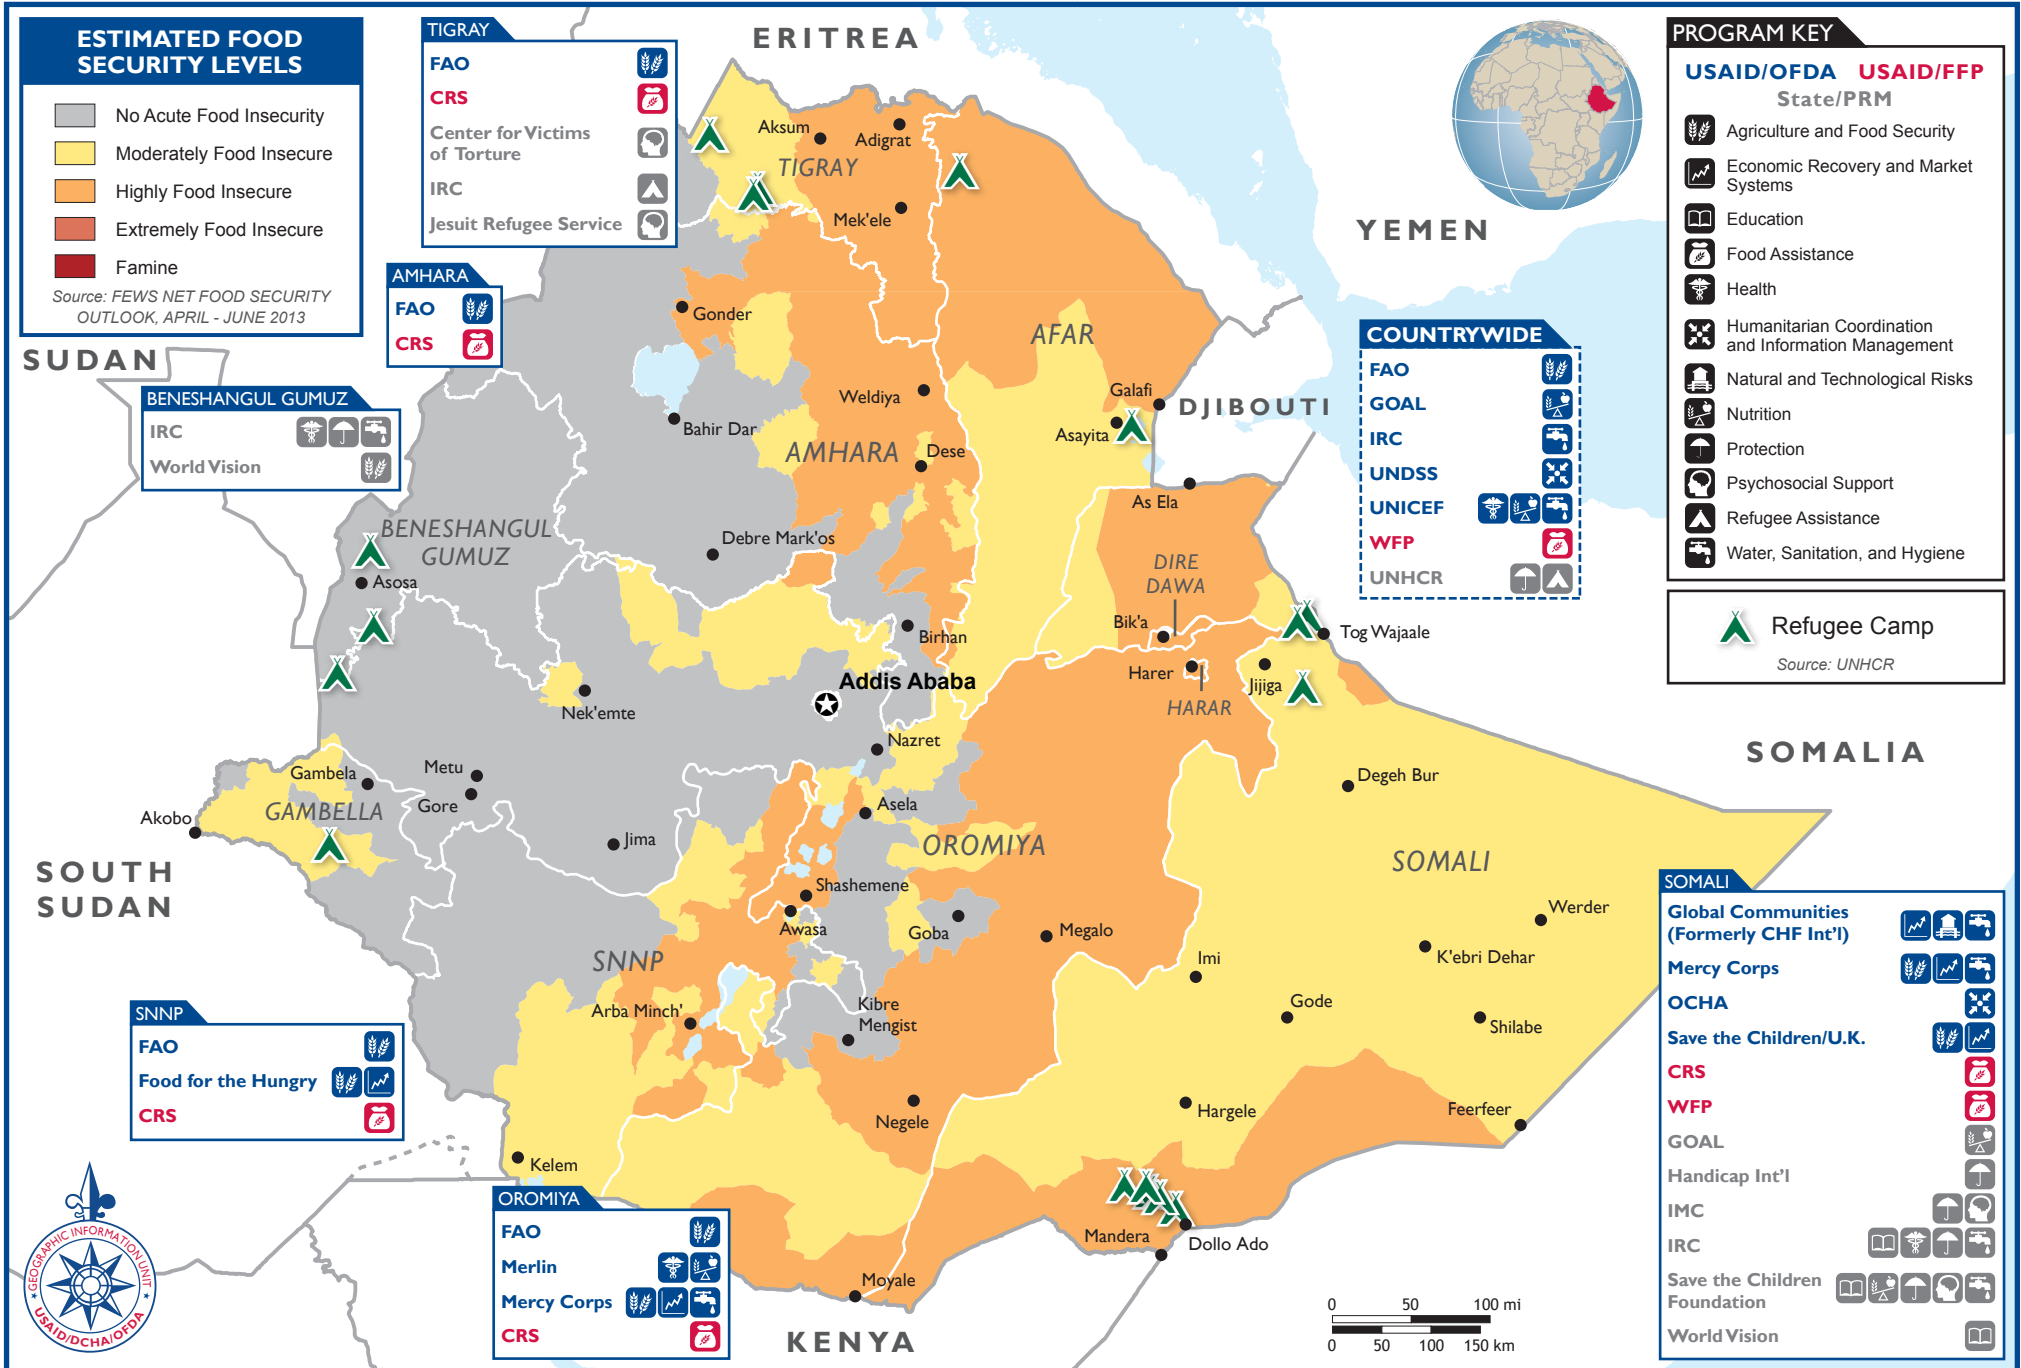 ESTIMATED FOOD
SECURITY LEVELS
No Acute Food Insecurity
Moderately Food Insecure
Highly Food Insecure
Extremely Food Insecure
Famine
Source: FEWS NET FOOD SECURITY
OUTLOOK, APRIL - JUNE 2013
TIGRAY
FAO
CRS
Center for Victims
of Torture
IRC
Jesuit Refugee Service
AMHARA
FAO
CRS
BENESHANGUL GUMUZ
IRC
World Vision
SNNP
FAO
Food for the Hungry
CRS
OROMIYA
FAO
Merlin
Mercy Corps
CRS
COUNTRYWIDE
FAO
GOAL
IRC
UNDSS
UNICEF
WFP
UNHCR
PROGRAM KEY
USAID/OFDA USAID/FFP
State/PRM
Agriculture and Food Security
Economic Recovery and Market
Systems
Education
Food Assistance
Health
Humanitarian Coordination
and Information Management
Natural and Technological Risks
Nutrition
Protection
Psychosocial Support
Refugee Assistance
Water, Sanitation, and Hygiene
Refugee Camp
Source: UNHCR
SOMALI
Global Communities
(Formerly CHF Int'l)
Mercy Corps
OCHA
Save the Children/U.K.
CRS
WFP
GOAL
Handicap Int'l
IMC
IRC
Save the Children
Foundation
World Vision
ERITREA
YEMEN
SUDAN
DJIBOUTI
SOMALIA
SOUTH
SUDAN
KENYA
Aksum
Adigrat
TIGRAY
Mek'ele
Gonder
AFAR
Weldiya
Galafi
Bahir Dar
Asayita
AMHARA
Dese
As Ela
BENESHANGUL
GUMUZ
Debre Mark'os
DIRE
DAWA
Asosa
Bik'a
Birhan
Tog Wajaale
Harer
Addis Ababa
Jijiga
HARAR
Nek'emte
Nazret
Gambela
Metu
Degeh Bur
Gore
GAMBELLA
Akobo
Asela
Jima
OROMIYA
SOMALI
Shashemene
Werder
Awasa
Goba
Megalo
K'ebri Dehar
SNNP
Imi
Arba Minch'
Kibre
Mengist
Gode
Shilabe
Negele
Hargele
Feerfeer
Kelem
Mandera
Dollo Ado
Moyale
0 50 100 mi
0 50 100 150 km
GEOGRAPHIC INFORMATION UNIT
USAID/DCHA/OFDA